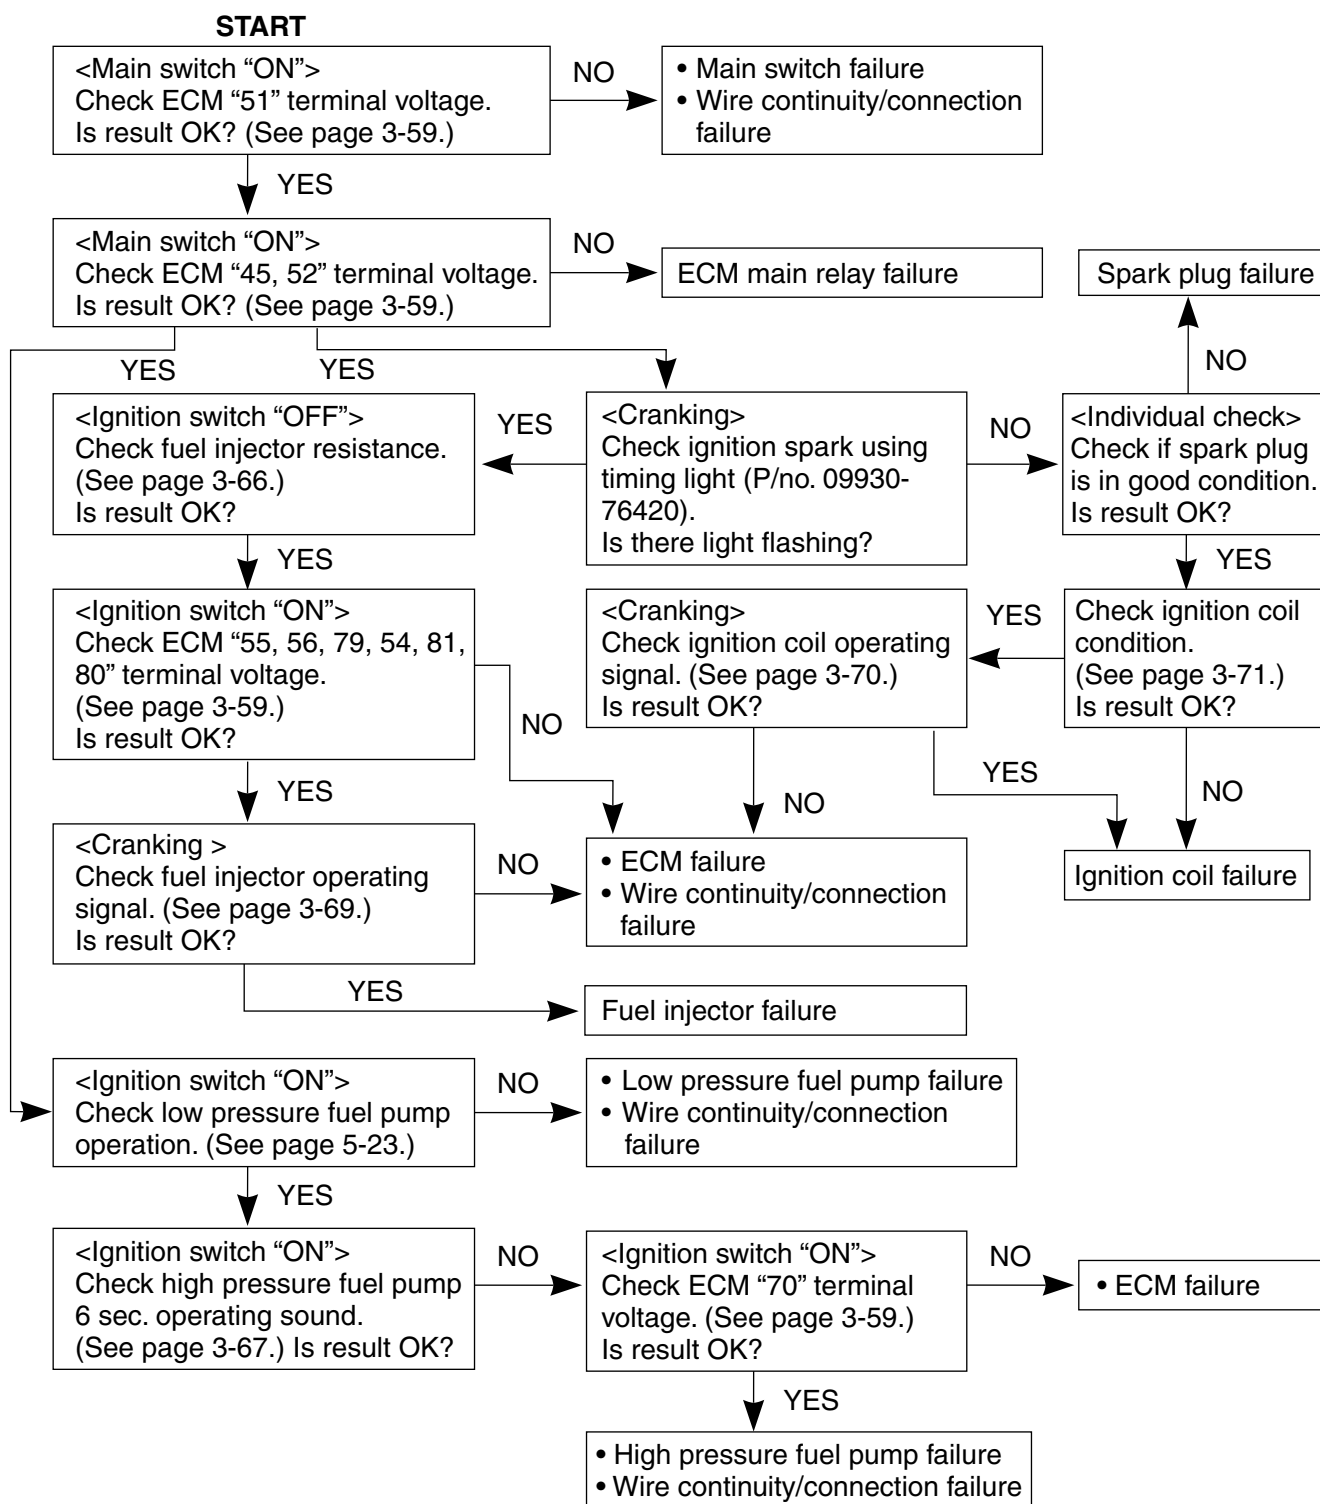 START
<Main switch “ON”>
Check ECM “51” terminal voltage.
Is result OK? (See page 3-59.)
NO
• Main switch failure
• Wire continuity/connection
failure
YES
<Main switch “ON”>
Check ECM “45, 52” terminal voltage.
Is result OK? (See page 3-59.)
NO
ECM main relay failure
Spark plug failure
NO
YES
YES
<Ignition switch “OFF”>
Check fuel injector resistance.
(See page 3-66.)
Is result OK?
YES
<Cranking>
Check ignition spark using
timing light (P/no. 09930-
76420).
Is there light flashing?
NO
<Individual check>
Check if spark plug
is in good condition.
Is result OK?
YES
YES
<Ignition switch “ON”>
Check ECM “55, 56, 79, 54, 81,
80” terminal voltage.
(See page 3-59.)
Is result OK?
NO
<Cranking>
Check ignition coil operating
signal. (See page 3-70.)
Is result OK?
YES
Check ignition coil
condition.
(See page 3-71.)
Is result OK?
YES
NO
YES
NO
<Cranking >
Check fuel injector operating
signal. (See page 3-69.)
Is result OK?
NO
• ECM failure
• Wire continuity/connection
failure
Ignition coil failure
YES
Fuel injector failure
<Ignition switch “ON”>
Check low pressure fuel pump
operation. (See page 5-23.)
NO
• Low pressure fuel pump failure
• Wire continuity/connection
failure
YES
<Ignition switch “ON”>
Check high pressure fuel pump
6 sec. operating sound.
(See page 3-67.) Is result OK?
NO
<Ignition switch “ON”>
Check ECM “70” terminal
voltage. (See page 3-59.)
Is result OK?
NO
• ECM failure
YES
• High pressure fuel pump failure
• Wire continuity/connection failure